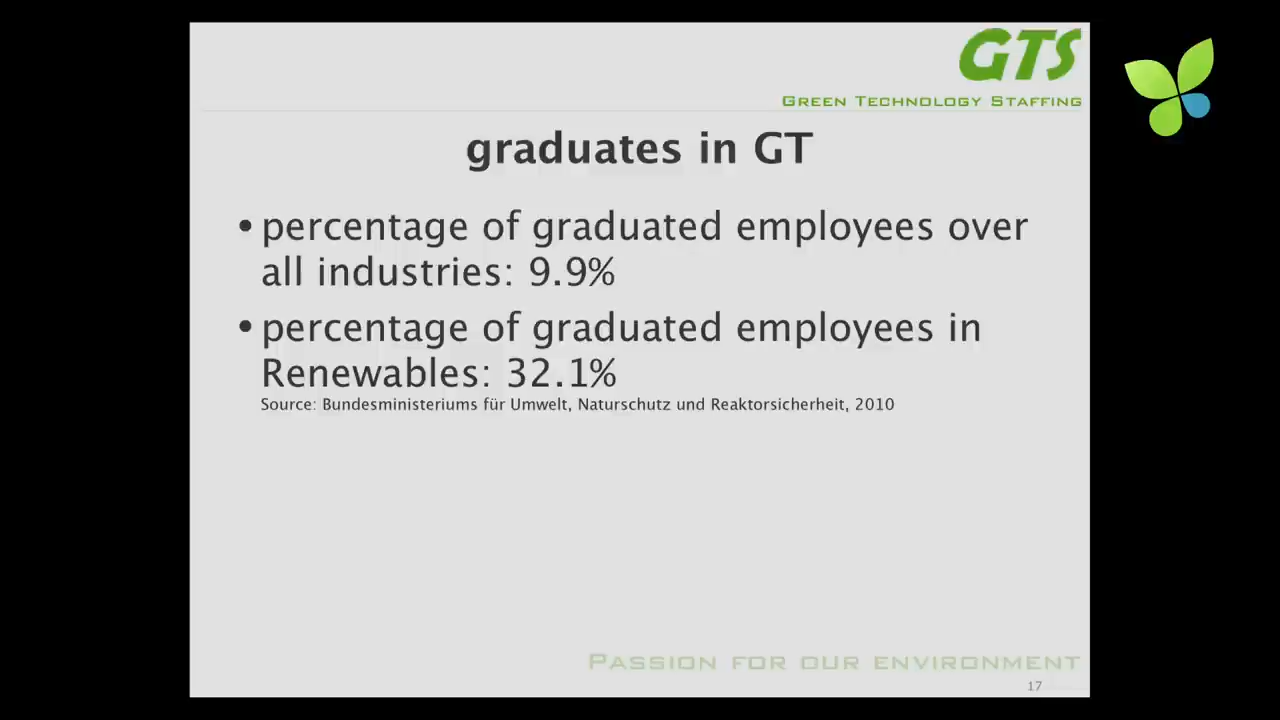 GTS
GREEN TECHNOLOGY STAFFING
graduates in GT
• percentage of graduated employees over
all industries: 9.9%
• percentage of graduated employees in
Renewables: 32.1%
Source: Bundesministeriums für Umwelt, Naturschutz und Reaktorsicherheit, 2010
PASSION FOR OUR ENVIRONMENT
17